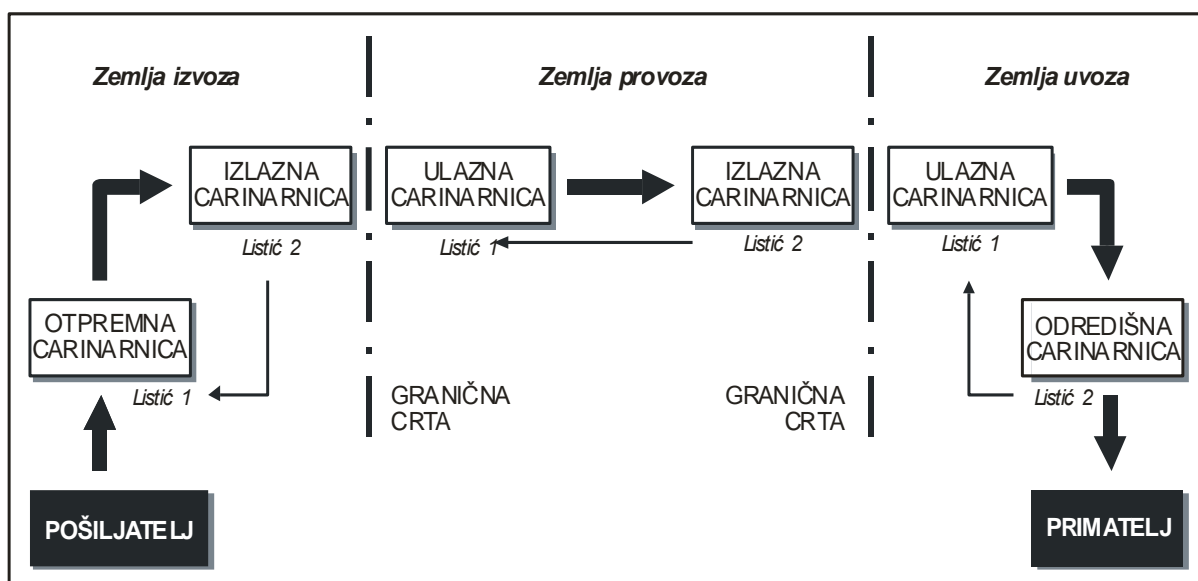 Zemlja izvoza
Zemlja provoza
Zemlja uvoza
IZLAZNA
CARINARNICA
ULAZNA
CARINARNICA
IZLAZNA
CARINARNICA
ULAZNA
CARINARNICA
Listić 2
Listić 1
Listić 2
Listić 1
OTPREMNA
CARINARNICA
ODREDIŠNA
CARINARNICA
Listić 1
GRANIČNA
CRTA
GRANIČNA
CRTA
Listić 2
POŠILJATELJ
PRIMATELJ